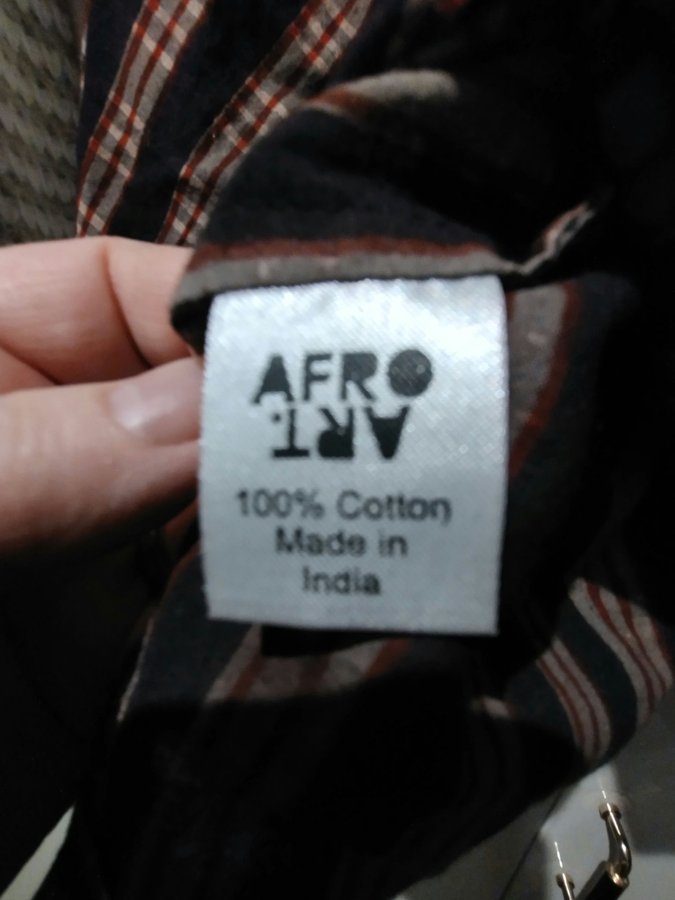 AFRO
ART.
100% Cotton
Made in
India